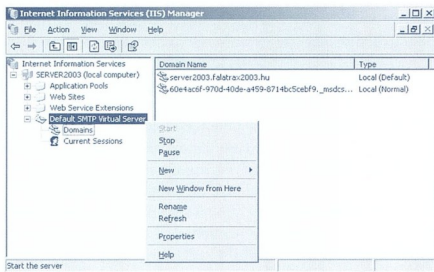 Internet Information Services (IIS) Manager
File Action View Window Help
Internet Information Services
SERVER2003 (local computer)
Application Pools
Web Sites
Web Service Extensions
Default SMTP Virtual Server
Domains
Current Sessions
Domain Name Type
server2003.falatrax2003.hu Local (Default)
60e4ac6f-970d-40de-a459-8714bc5cebf9._msdcs... Local (Normal)
Start
Stop
Pause
New
New Window from Here
Rename
Refresh
Properties
Help
Start the server